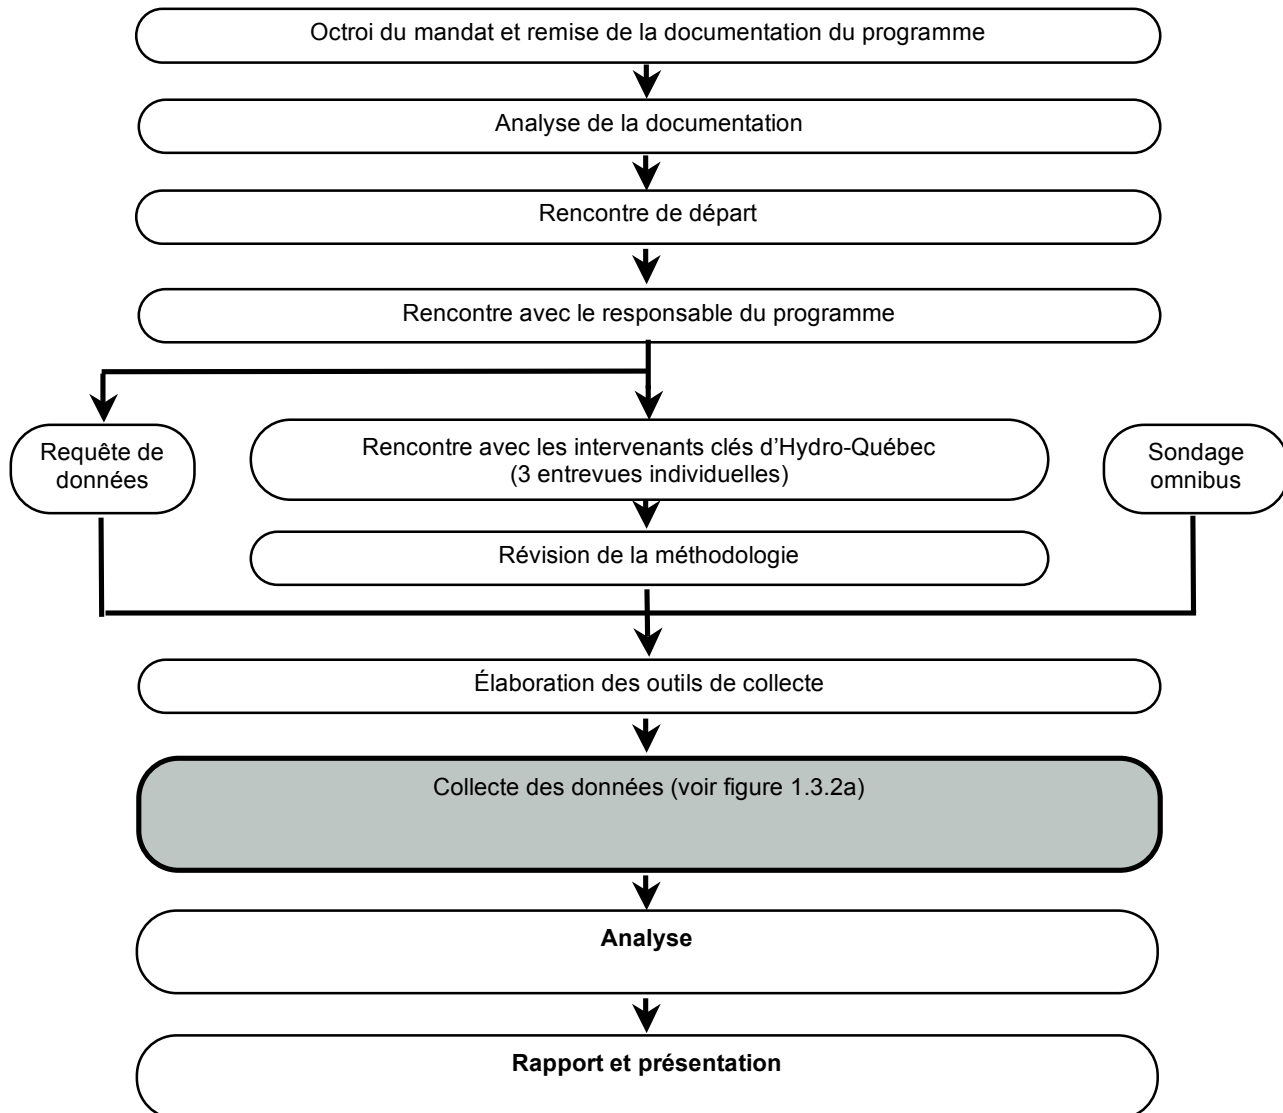 Octroi du mandat et remise de la documentation du programme
Analyse de la documentation
Rencontre de départ
Rencontre avec le responsable du programme
Requête de
données
Rencontre avec les intervenants clés d’Hydro-Québec
(3 entrevues individuelles)
Sondage
omnibus
Révision de la méthodologie
Élaboration des outils de collecte
Collecte des données (voir figure 1.3.2a)
Analyse
Rapport et présentation